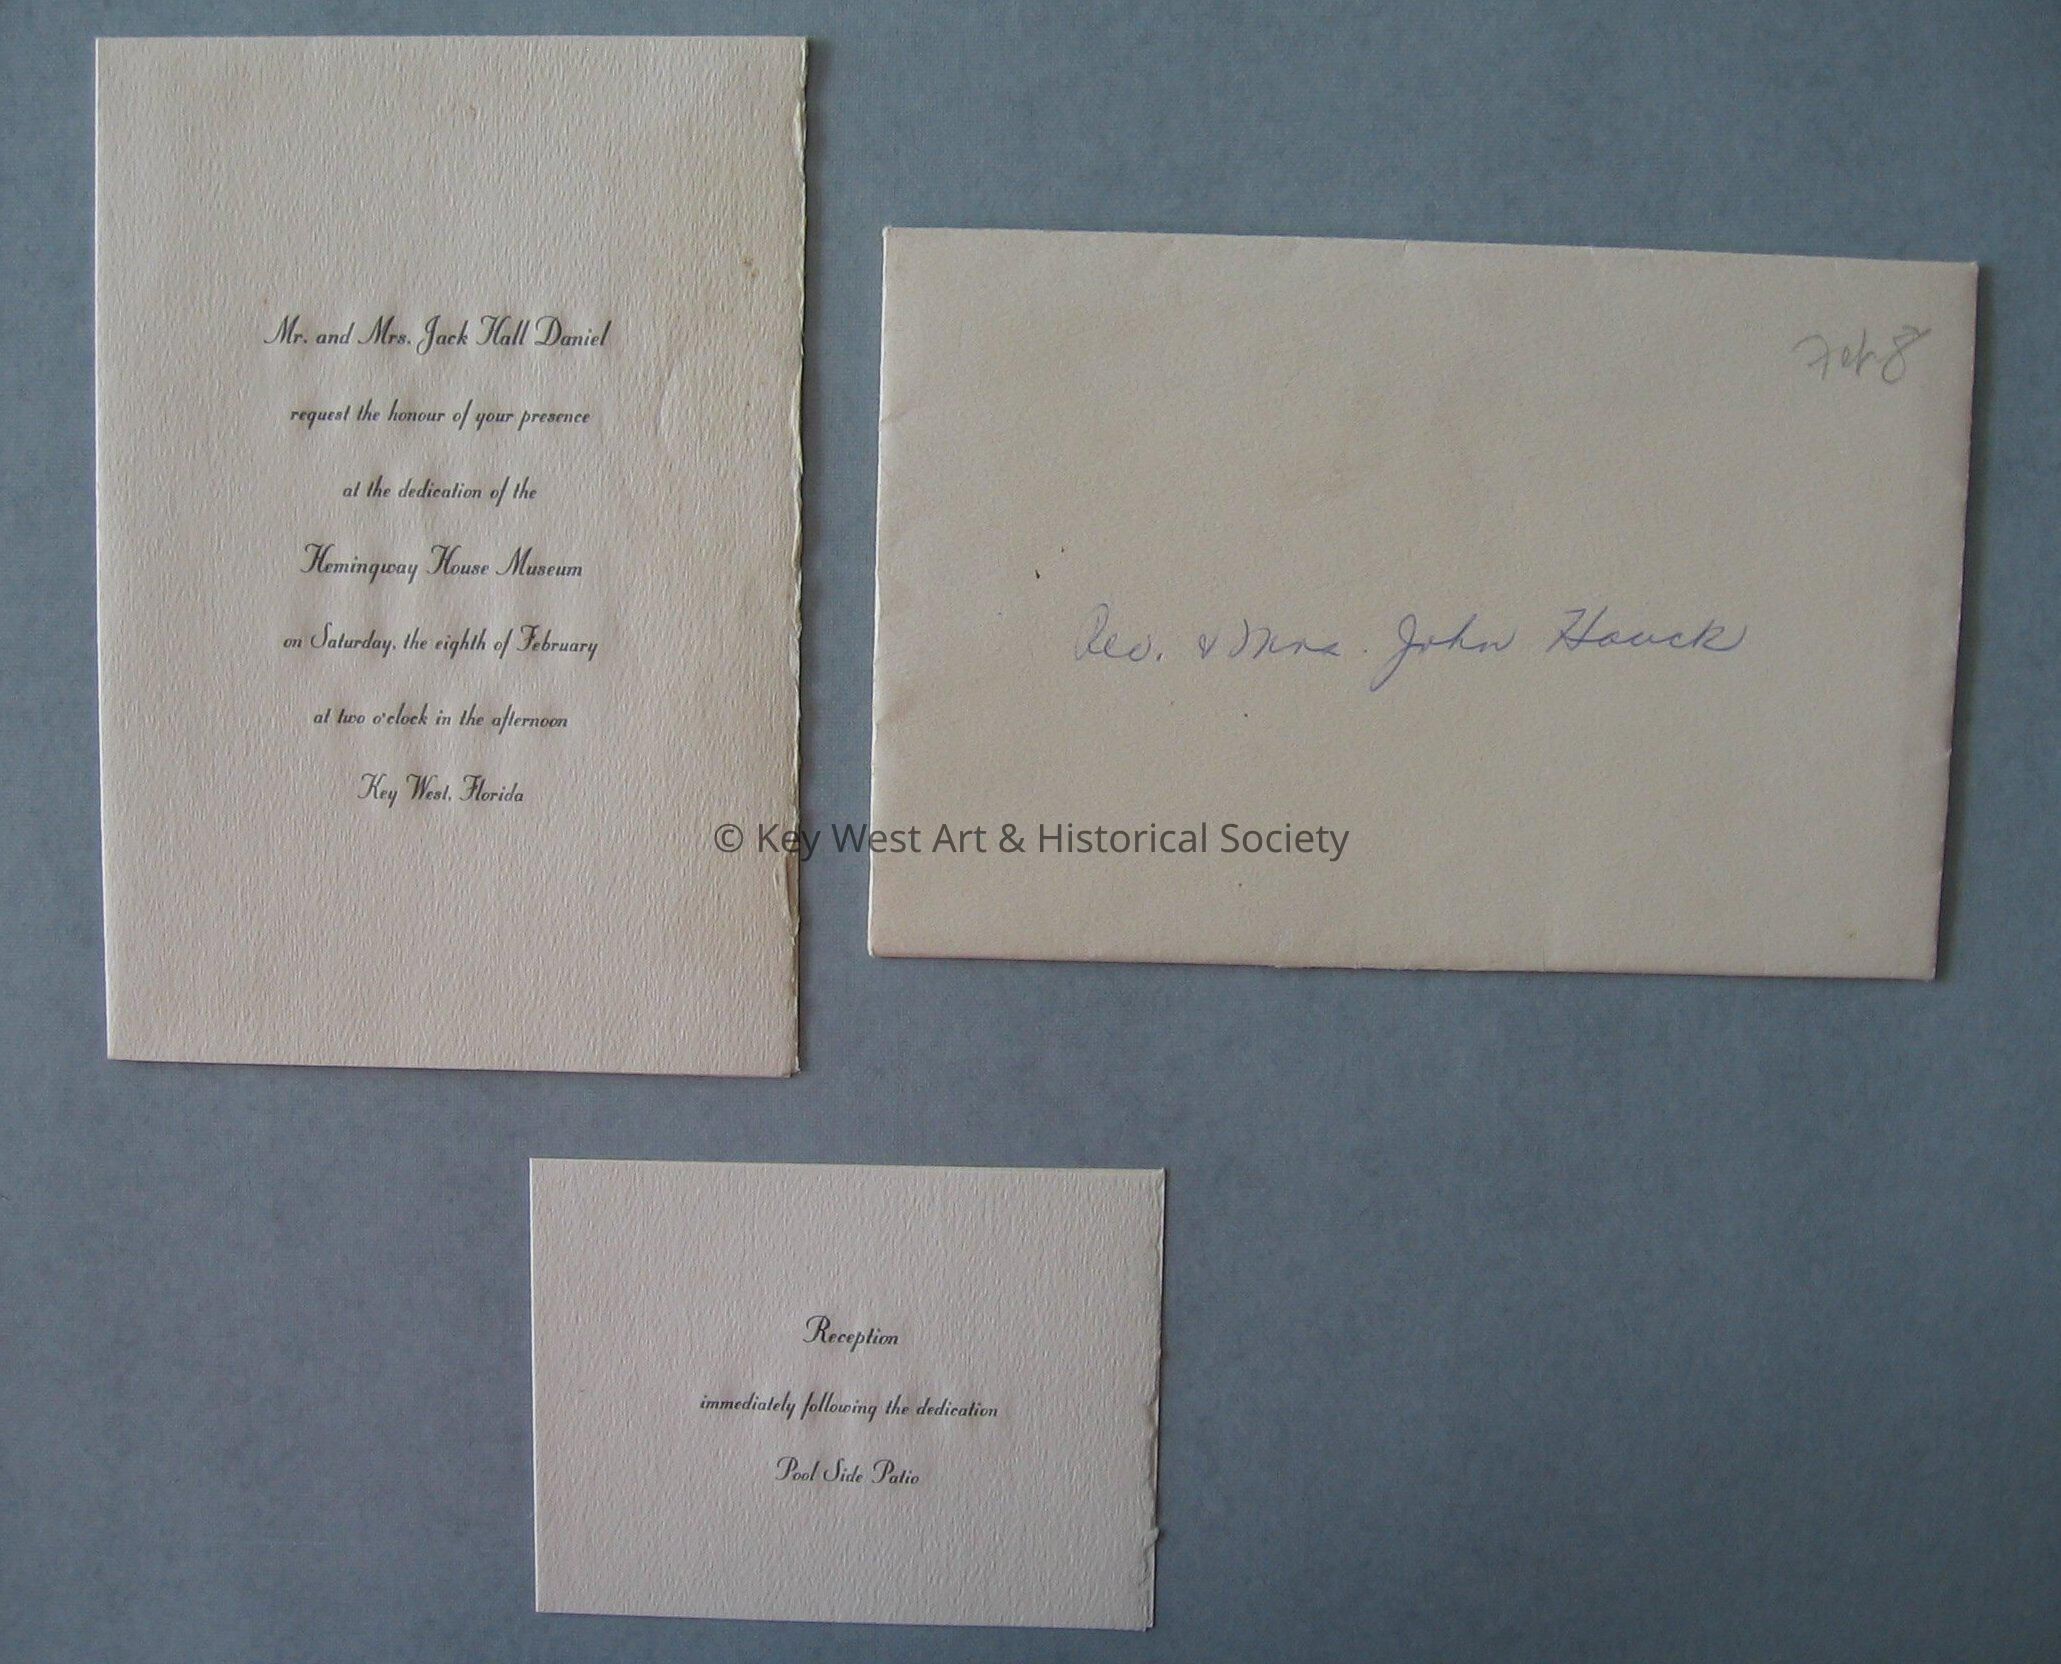 Mr. and Mrs. Jack Hall Daniel
request the honour of your presence
at the dedication of the
Hemingway House Museum
on Saturday, the eighth of February
at two o'clock in the afternoon
Key West, Florida
Feb 8
Rev. & Mrs. John Houck
© Key West Art & Historical Society
Reception
immediately following the dedication
Pool Side Patio